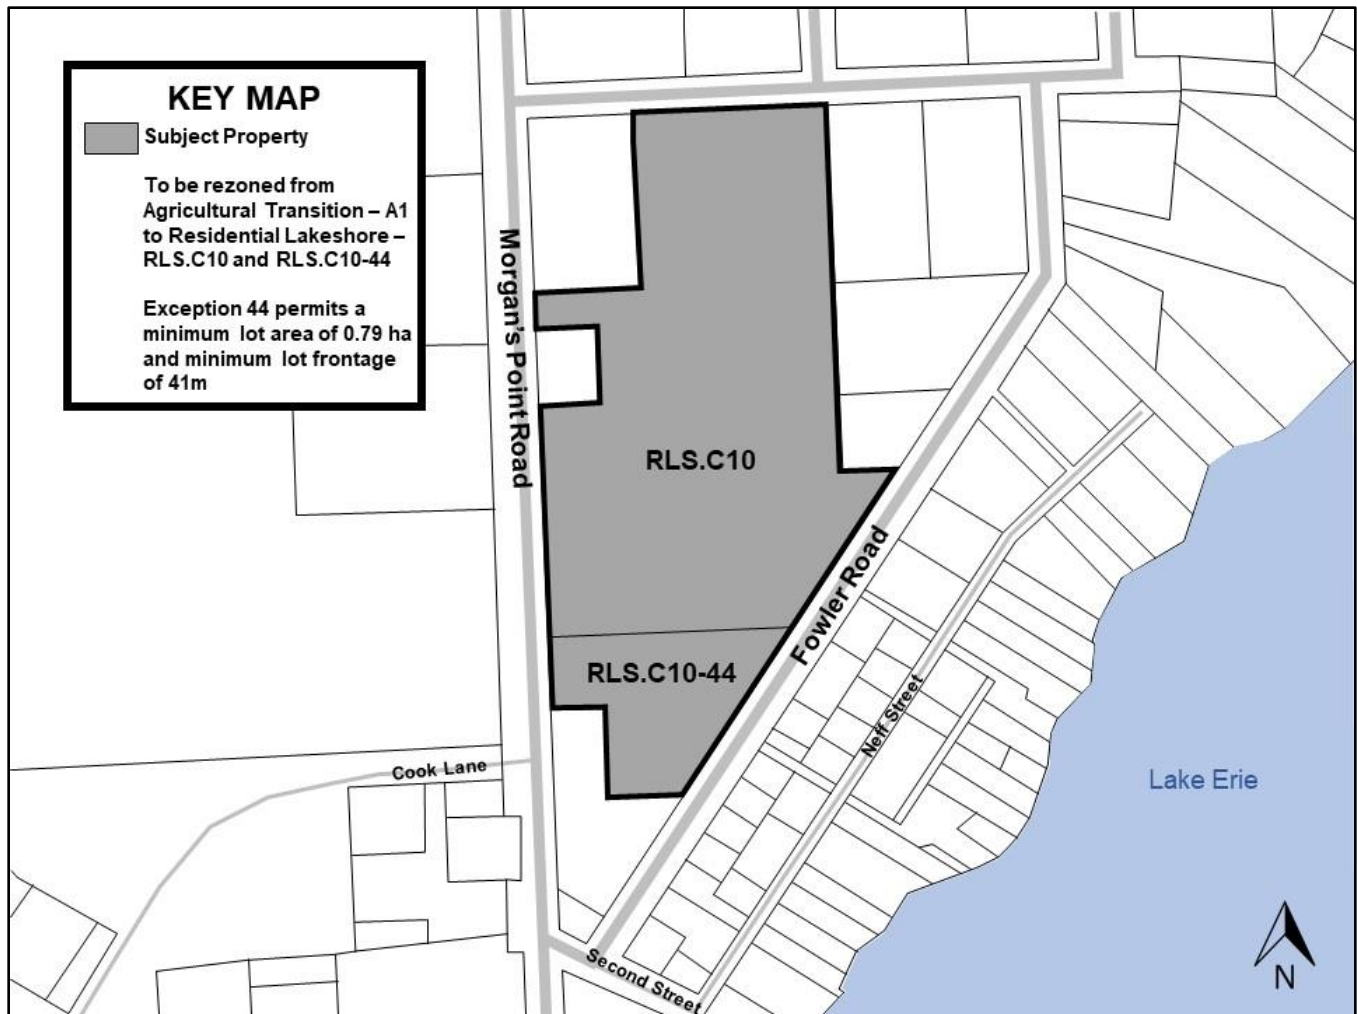 KEY MAP
Subject Property
To be rezoned from
Agricultural Transition – A1
to Residential Lakeshore –
RLS.C10 and RLS.C10-44
Exception 44 permits a
minimum lot area of 0.79 ha
and minimum lot frontage
of 41m
Morgan's Point Road
RLS.C10
Fowler Road
RLS.C10-44
Neff Street
Cook Lane
Lake Erie
Second Street
N